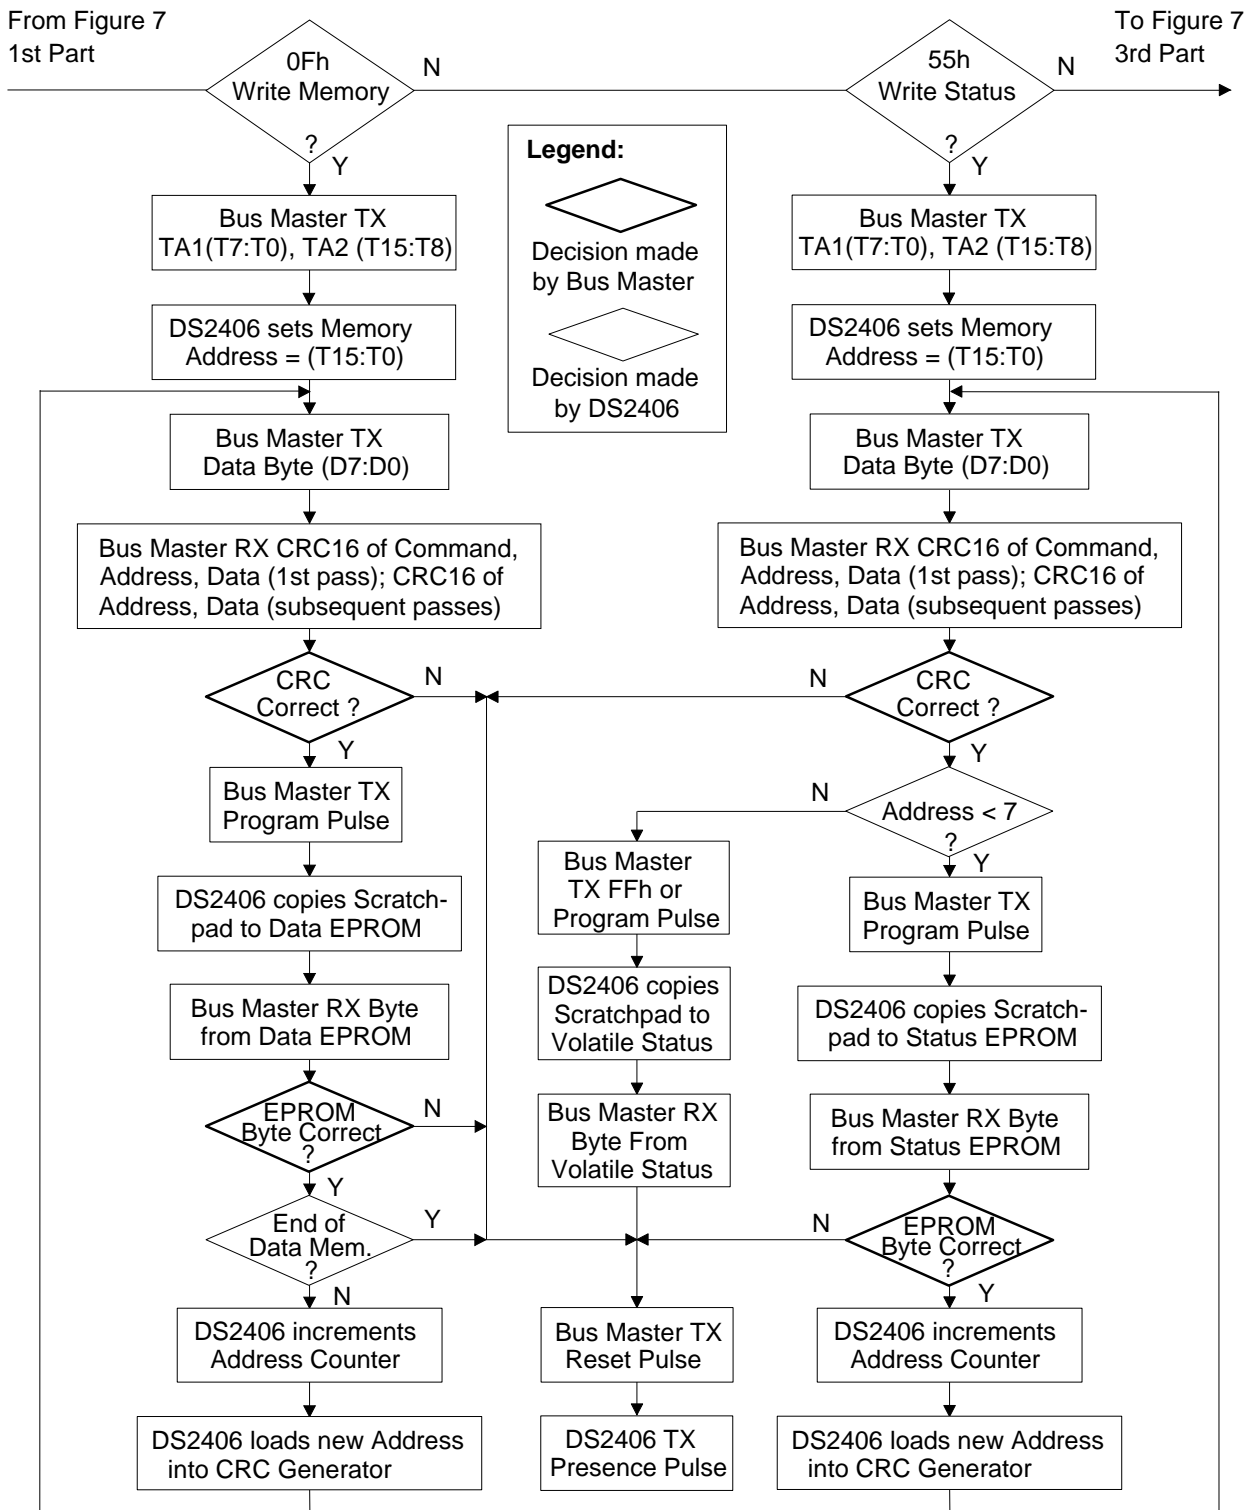 From Figure 7
1st Part
To Figure 7
3rd Part
0Fh
Write Memory
?
N
Y
55h
Write Status
?
N
Y
Legend:
Decision made
by Bus Master
Decision made
by DS2406
Bus Master TX
TA1(T7:T0), TA2 (T15:T8)
DS2406 sets Memory
Address = (T15:T0)
Bus Master TX
Data Byte (D7:D0)
Bus Master RX CRC16 of Command,
Address, Data (1st pass); CRC16 of
Address, Data (subsequent passes)
CRC
Correct ?
N
Y
Bus Master TX
Program Pulse
DS2406 copies Scratch-
pad to Data EPROM
Bus Master RX Byte
from Data EPROM
EPROM
Byte Correct
?
N
Y
End of
Data Mem.
?
Y
N
DS2406 increments
Address Counter
DS2406 loads new Address
into CRC Generator
Bus Master TX
TA1(T7:T0), TA2 (T15:T8)
DS2406 sets Memory
Address = (T15:T0)
Bus Master TX
Data Byte (D7:D0)
Bus Master RX CRC16 of Command,
Address, Data (1st pass); CRC16 of
Address, Data (subsequent passes)
N
CRC
Correct ?
Y
N
Address < 7
?
Y
Bus Master
TX FFh or
Program Pulse
DS2406 copies
Scratchpad to
Volatile Status
Bus Master RX
Byte From
Volatile Status
Bus Master TX
Reset Pulse
DS2406 TX
Presence Pulse
Bus Master TX
Program Pulse
DS2406 copies Scratch-
pad to Status EPROM
Bus Master RX Byte
from Status EPROM
N
EPROM
Byte Correct
?
Y
DS2406 increments
Address Counter
DS2406 loads new Address
into CRC Generator